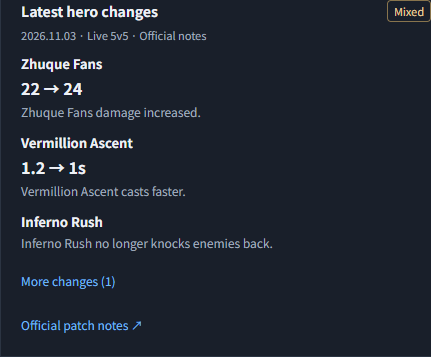 Latest hero changes
Mixed
2026.11.03 · Live 5v5 · Official notes
Zhuque Fans
22 → 24
Zhuque Fans damage increased.
Vermillion Ascent
1.2 → 1s
Vermillion Ascent casts faster.
Inferno Rush
Inferno Rush no longer knocks enemies back.
More changes (1)
Official patch notes ↗